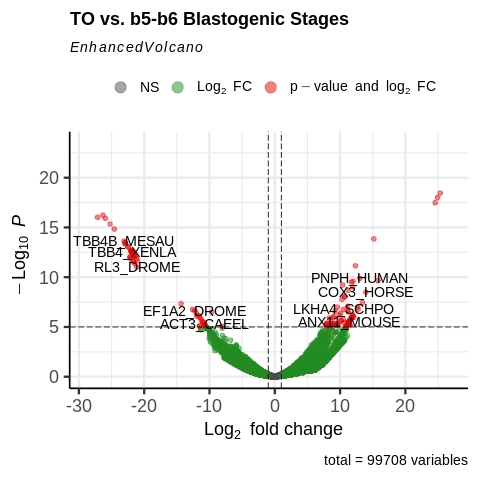 TO vs. b5-b6 Blastogenic Stages
EnhancedVolcano
NS Log₂ FC p − value and log₂ FC
− Log₁₀ P
20
15
10
5
0
TBB4B_MESAU
TBB4_XENLA
RL3_DROME
PNPH_HUMAN
COX3_HORSE
EF1A2_DROME
LKHA4_SCHPO
ACT3_CAEEL
MOUSE
-30 -20 -10 0 10 20
Log₂ fold change
total = 99708 variables